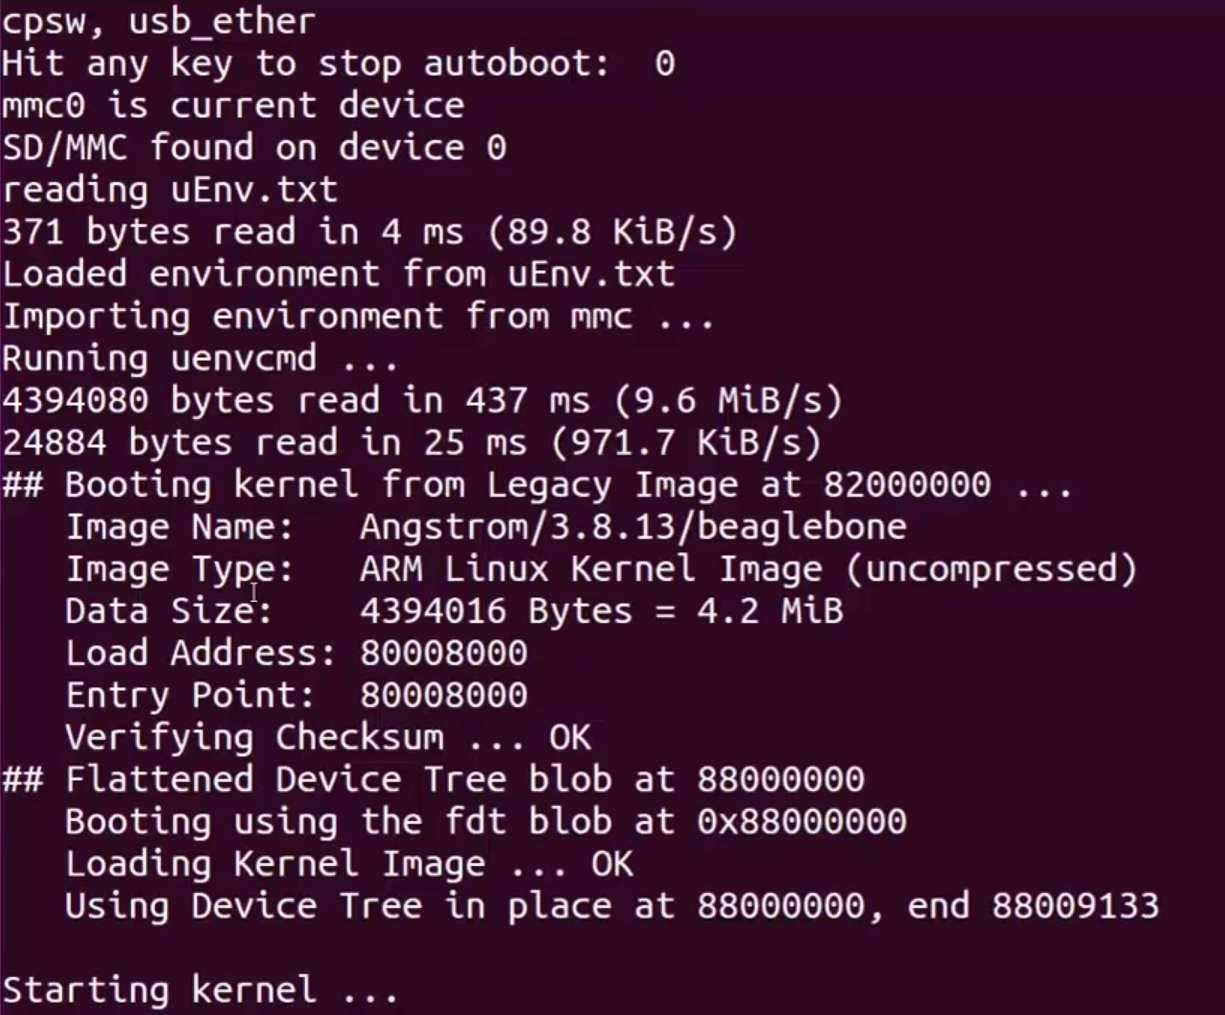 cpsw, usb_ether
Hit any key to stop autoboot:  0
mmc0 is current device
SD/MMC found on device 0
reading uEnv.txt
371 bytes read in 4 ms (89.8 KiB/s)
Loaded environment from uEnv.txt
Importing environment from mmc ...
Running uenvcmd ...
4394080 bytes read in 437 ms (9.6 MiB/s)
24884 bytes read in 25 ms (971.7 KiB/s)
## Booting kernel from Legacy Image at 82000000 ...
   Image Name:   Angstrom/3.8.13/beaglebone
   Image Type:   ARM Linux Kernel Image (uncompressed)
   Data Size:    4394016 Bytes = 4.2 MiB
   Load Address: 80008000
   Entry Point:  80008000
   Verifying Checksum ... OK
## Flattened Device Tree blob at 88000000
   Booting using the fdt blob at 0x88000000
   Loading Kernel Image ... OK
   Using Device Tree in place at 88000000, end 88009133
Starting kernel ...